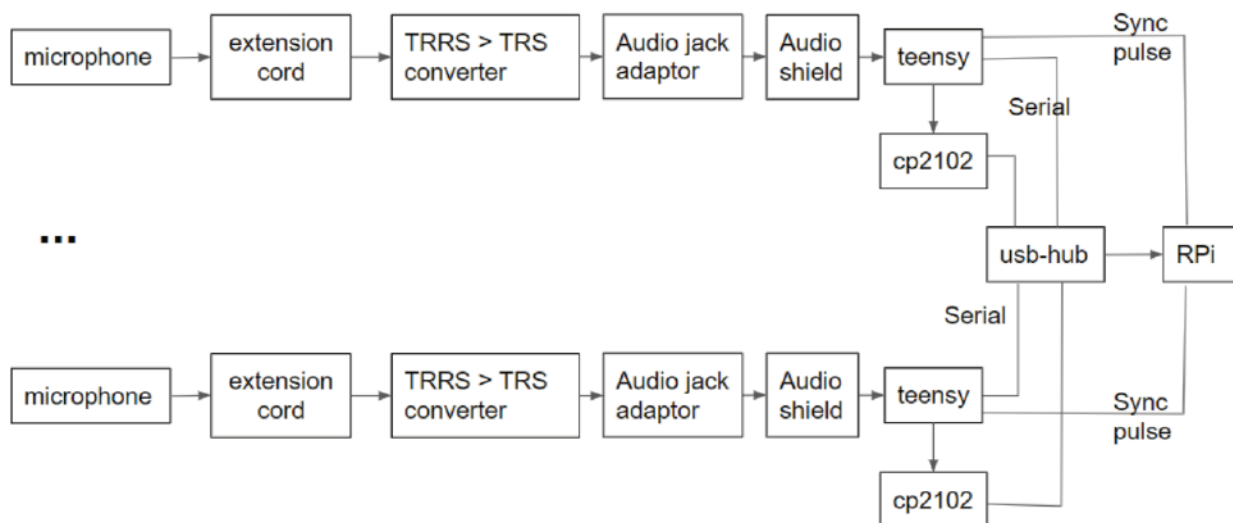 microphone
extension
cord
TRRS > TRS
converter
Audio jack
adaptor
Audio
shield
teensy
Sync
pulse
Serial
cp2102
...
usb-hub
RPi
Serial
microphone
extension
cord
TRRS > TRS
converter
Audio jack
adaptor
Audio
shield
teensy
Sync
pulse
cp2102